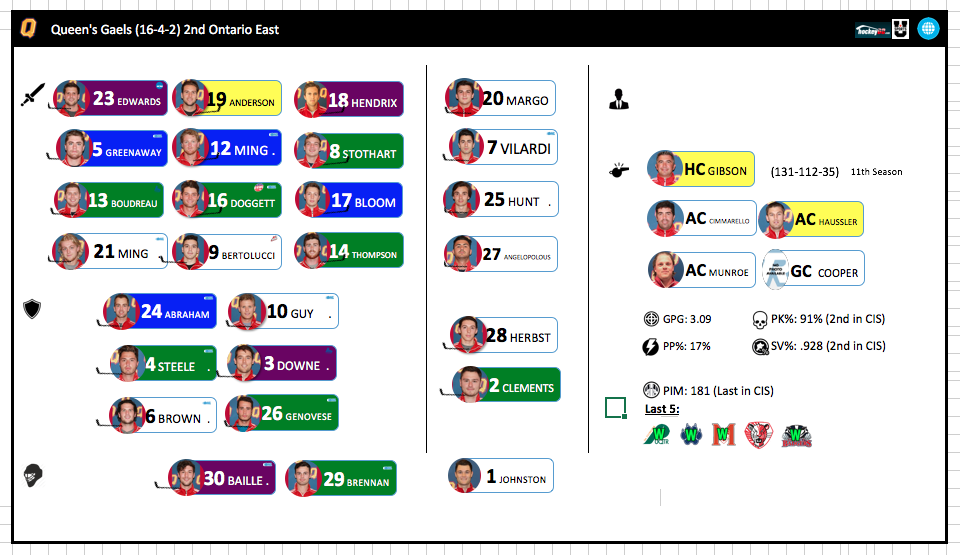 Queen's Gaels (16-4-2) 2nd Ontario East
23 EDWARDS 19 ANDERSON 18 HENDRIX 20 MARGO
5 GREENAWAY 12 MING . 8 STOTHART 7 VILARDI
HC GIBSON (131-112-35) 11th Season
13 BOUDREAU 16 DOGGETT 17 BLOOM 25 HUNT .
AC CIMMARELLO AC HAUSSLER
21 MING 9 BERTOLUCCI 14 THOMPSON 27 ANGELOPOLOUS
AC MUNROE GC COOPER
24 ABRAHAM 10 GUY .
GPG: 3.09 PK%: 91% (2nd in CIS)
28 HERBST
PP%: 17% SV%: .928 (2nd in CIS)
4 STEELE . 3 DOWNE .
2 CLEMENTS
PIM: 181 (Last in CIS)
6 BROWN . 26 GENOVESE
Last 5:
W W W W
30 BAILLE . 29 BRENNAN 1 JOHNSTON